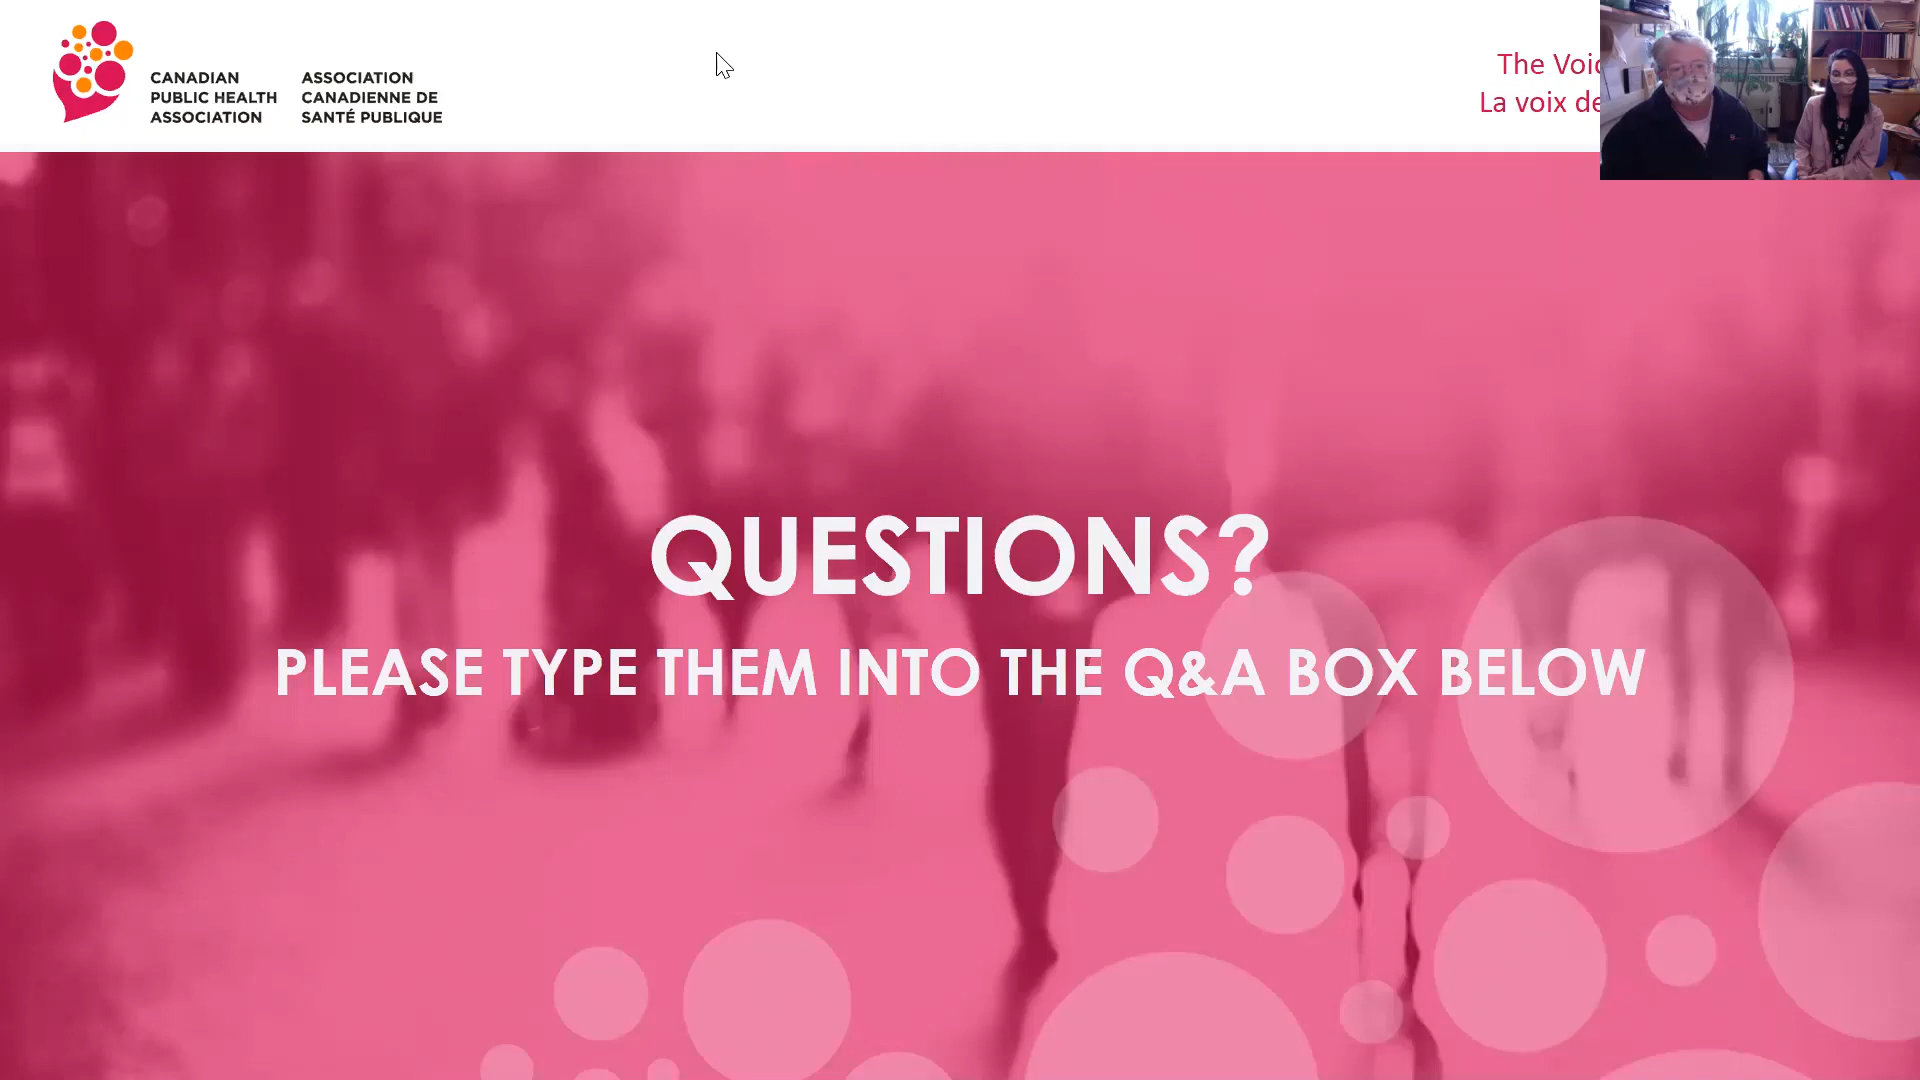 CANADIAN
PUBLIC HEALTH
ASSOCIATION
ASSOCIATION
CANADIENNE DE
SANTÉ PUBLIQUE
The
La voix de
QUESTIONS?
PLEASE TYPE THEM INTO THE Q&A BOX BELOW